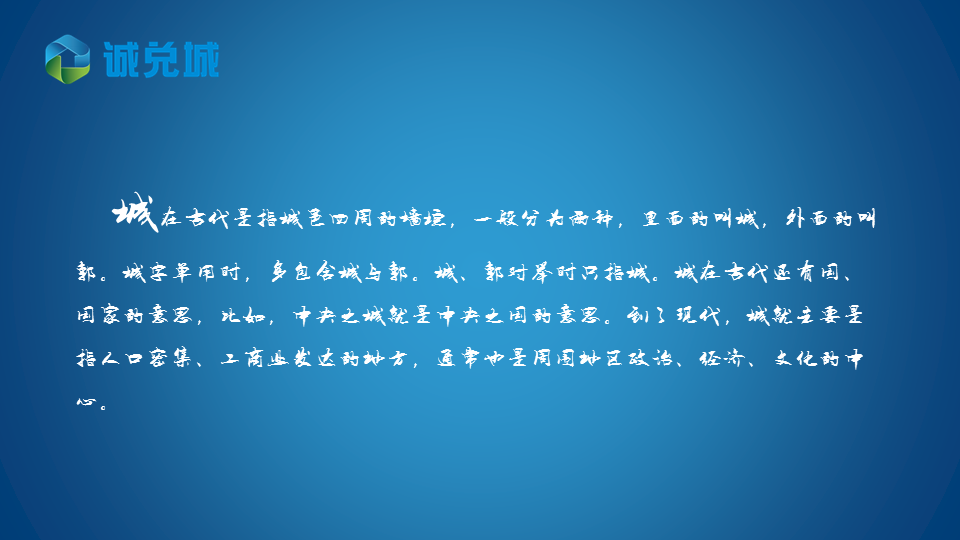 诚兑城
城在古代是指城邑四周的墙垣，一般分为两种，里面的叫城，外面的叫
郭。城字单用时，多包含城与郭。城、郭对举时只指城。城在古代还有国、
国家的意思，比如，中央之城就是中央之国的意思。到了现代，城就主要是
指人口密集、工商业发达的地方，通常也是周围地区政治、经济、文化的中
心。